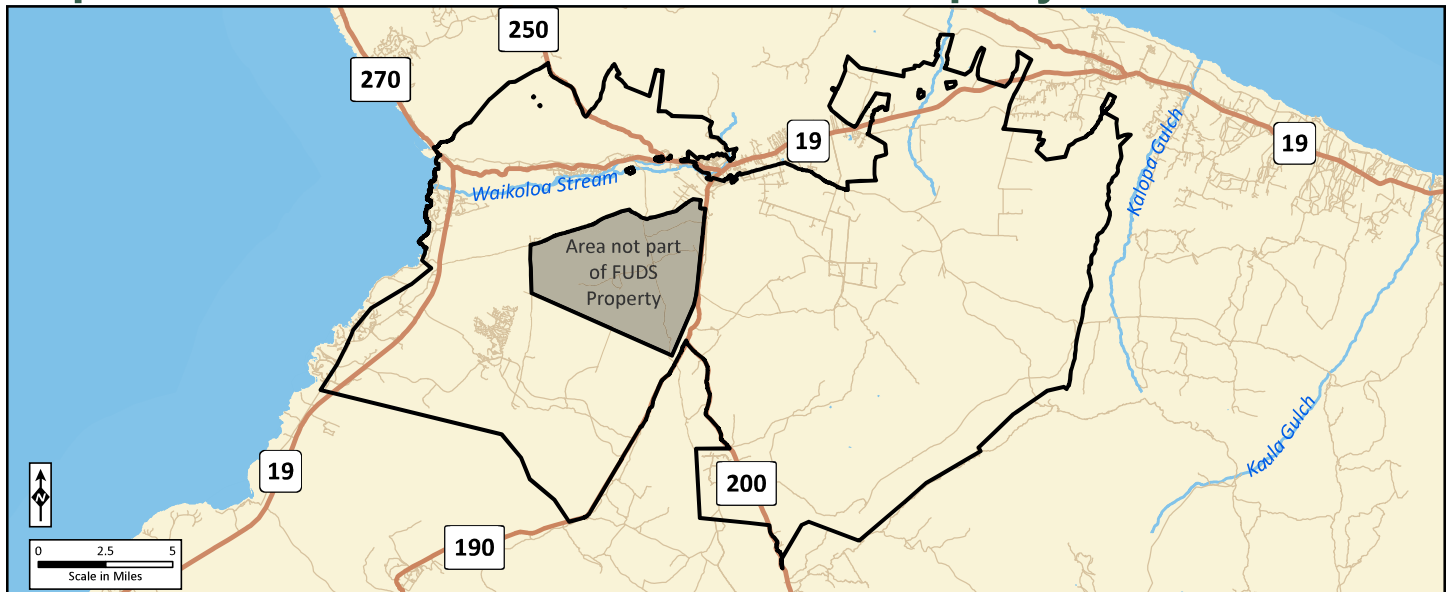 250
270
19
19
Waikoloa Stream
Kalopa Gulch
Area not part
of FUDS
Property
Kaula Gulch
19
200
190
N
0 2.5 5
Scale in Miles